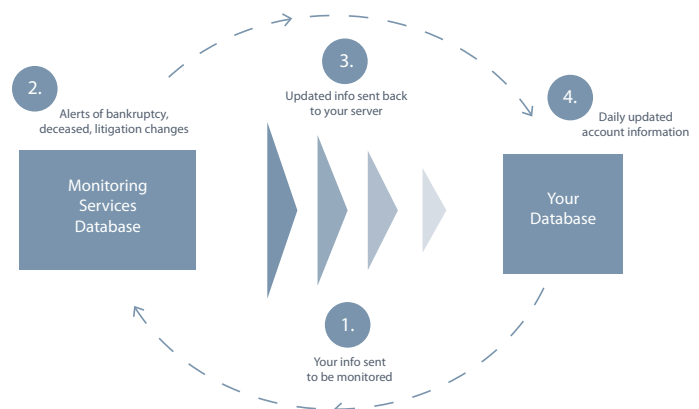 2.
Alerts of bankruptcy,
deceased, litigation changes
Monitoring
Services
Database
3.
Updated info sent back
to your server
4.
Daily updated
account information
Your
Database
1.
Your info sent
to be monitored